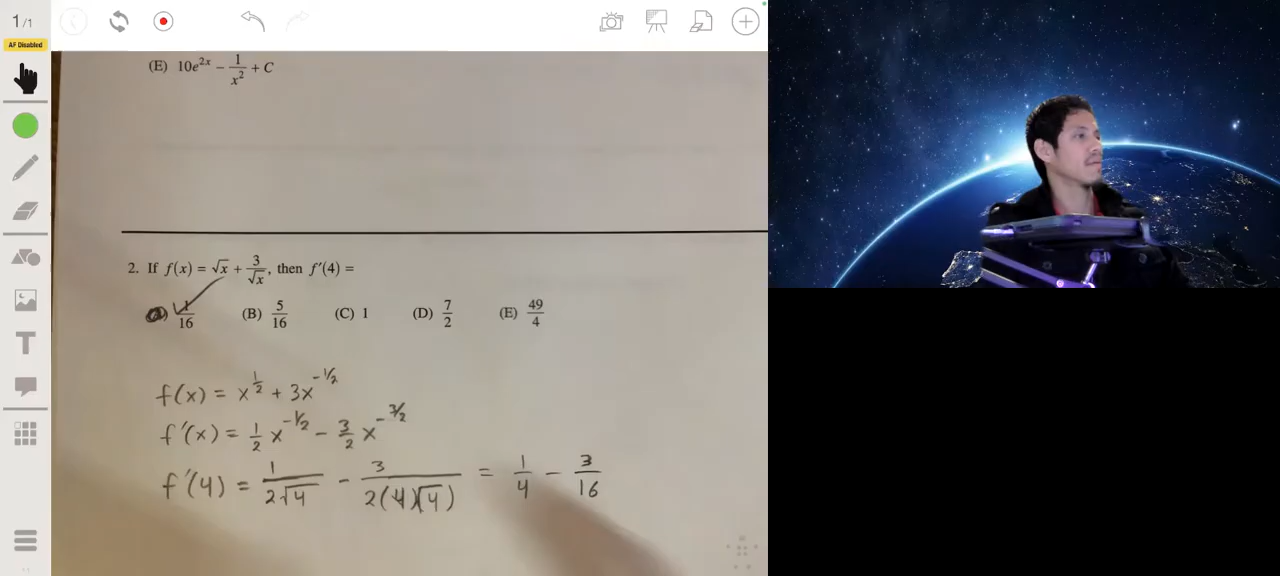 1/1
AF Disabled
(E) 10e^{2x} − 1/x^2 + C
2. If f(x) = √x + 3/√x, then f′(4) =
(A) 1/16 (B) 5/16 (C) 1 (D) 7/2 (E) 49/4
f(x) = x^{1/2} + 3x^{-1/2}
f′(x) = 1/2 x^{-1/2} − 3/2 x^{-3/2}
f′(4) = 1/(2√4) − 3/(2(4)(√4)) = 1/4 − 3/16
T